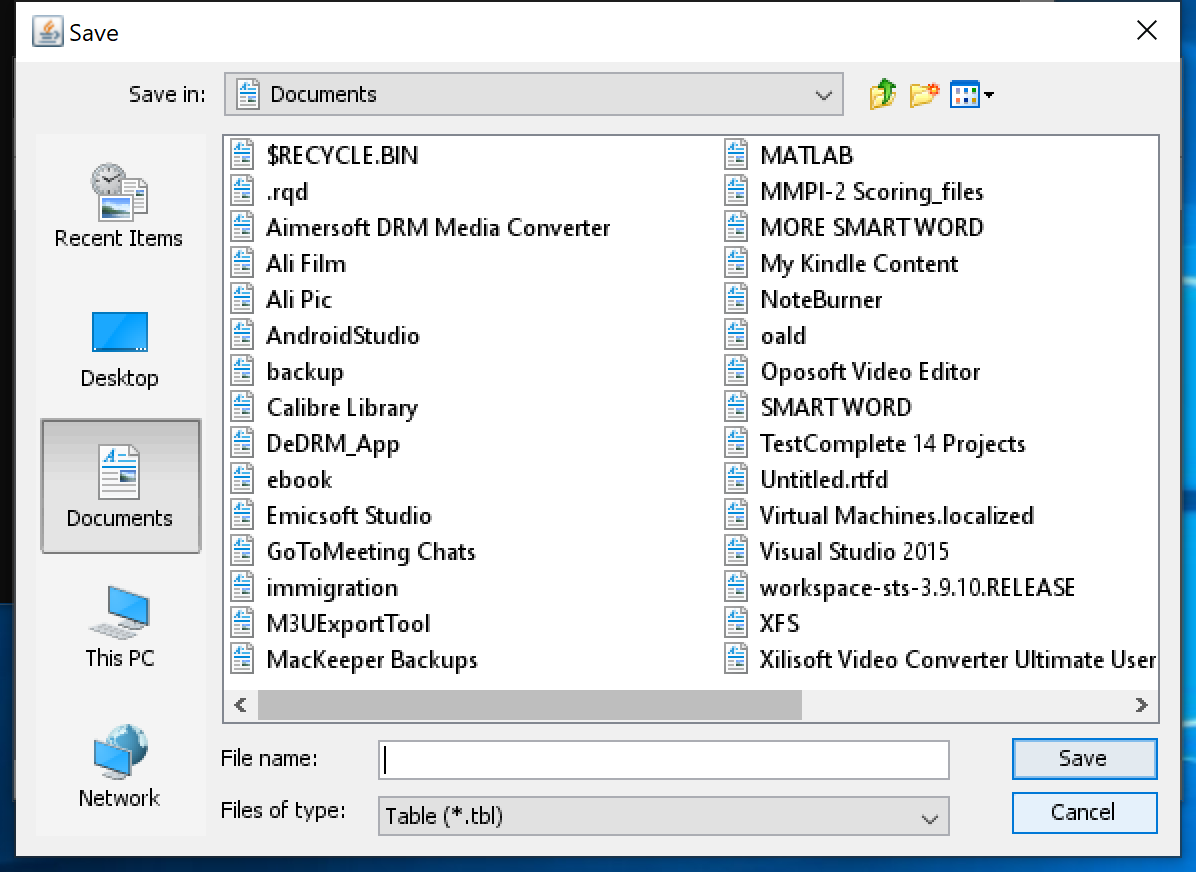 Save
Save in: Documents
Recent Items
Desktop
Documents
This PC
Network
$RECYCLE.BIN
.rqd
Aimersoft DRM Media Converter
Ali Film
Ali Pic
AndroidStudio
backup
Calibre Library
DeDRM_App
ebook
Emicsoft Studio
GoToMeeting Chats
immigration
M3UExportTool
MacKeeper Backups
MATLAB
MMPI-2 Scoring_files
MORE SMART WORD
My Kindle Content
NoteBurner
oald
Oposoft Video Editor
SMART WORD
TestComplete 14 Projects
Untitled.rtfd
Virtual Machines.localized
Visual Studio 2015
workspace-sts-3.9.10.RELEASE
XFS
Xilisoft Video Converter Ultimate User
File name:
Save
Files of type: Table (*.tbl)
Cancel